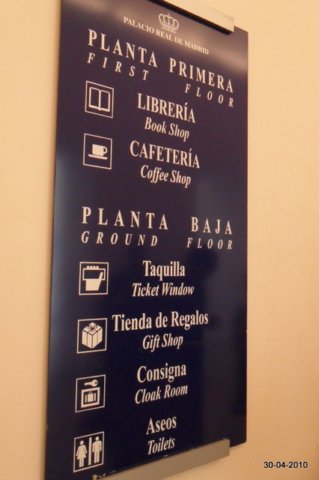 PALACIO REAL DE MADRID
PLANTA PRIMERA
FIRST FLOOR
LIBRERÍA
Book Shop
CAFETERÍA
Coffee Shop
PLANTA BAJA
GROUND FLOOR
Taquilla
Ticket Window
Tienda de Regalos
Gift Shop
Consigna
Cloak Room
Aseos
Toilets
30-04-2010